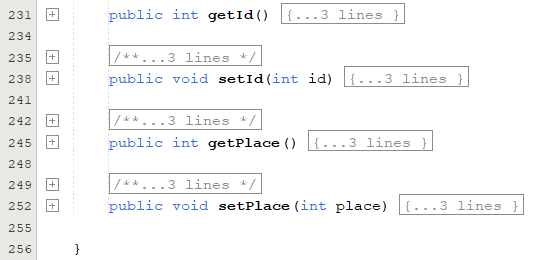 231 public int getId() {...3 lines }
234
235 /**...3 lines */
238 public void setId(int id) {...3 lines }
241
242 /**...3 lines */
245 public int getPlace() {...3 lines }
248
249 /**...3 lines */
252 public void setPlace(int place) {...3 lines }
255
256 }